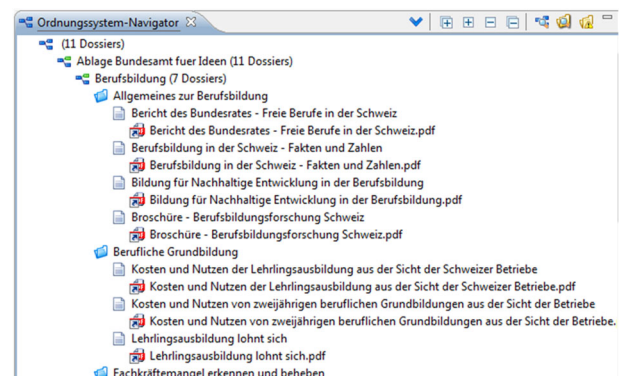 Ordnungssystem-Navigator
(11 Dossiers)
Ablage Bundesamt fuer Ideen (11 Dossiers)
Berufsbildung (7 Dossiers)
Allgemeines zur Berufsbildung
Bericht des Bundesrates - Freie Berufe in der Schweiz
Bericht des Bundesrates - Freie Berufe in der Schweiz.pdf
Berufsbildung in der Schweiz - Fakten und Zahlen
Berufsbildung in der Schweiz - Fakten und Zahlen.pdf
Bildung für Nachhaltige Entwicklung in der Berufsbildung
Bildung für Nachhaltige Entwicklung in der Berufsbildung.pdf
Broschüre - Berufsbildungsforschung Schweiz
Broschüre - Berufsbildungsforschung Schweiz.pdf
Berufliche Grundbildung
Kosten und Nutzen der Lehrlingsausbildung aus der Sicht der Schweizer Betriebe
Kosten und Nutzen der Lehrlingsausbildung aus der Sicht der Schweizer Betriebe.pdf
Kosten und Nutzen von zweijährigen beruflichen Grundbildungen aus der Sicht der Betriebe
Kosten und Nutzen von zweijährigen beruflichen Grundbildungen aus der Sicht der Betriebe.
Lehrlingsausbildung lohnt sich
Lehrlingsausbildung lohnt sich.pdf
Fachkräftemangel erkennen und beheben